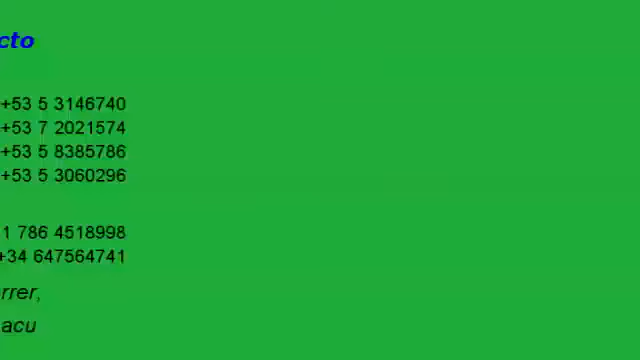 cto
+53 5 3146740
+53 7 2021574
+53 5 8385786
+53 5 3060296
1 786 4518998
+34 647564741
rrer,
acu